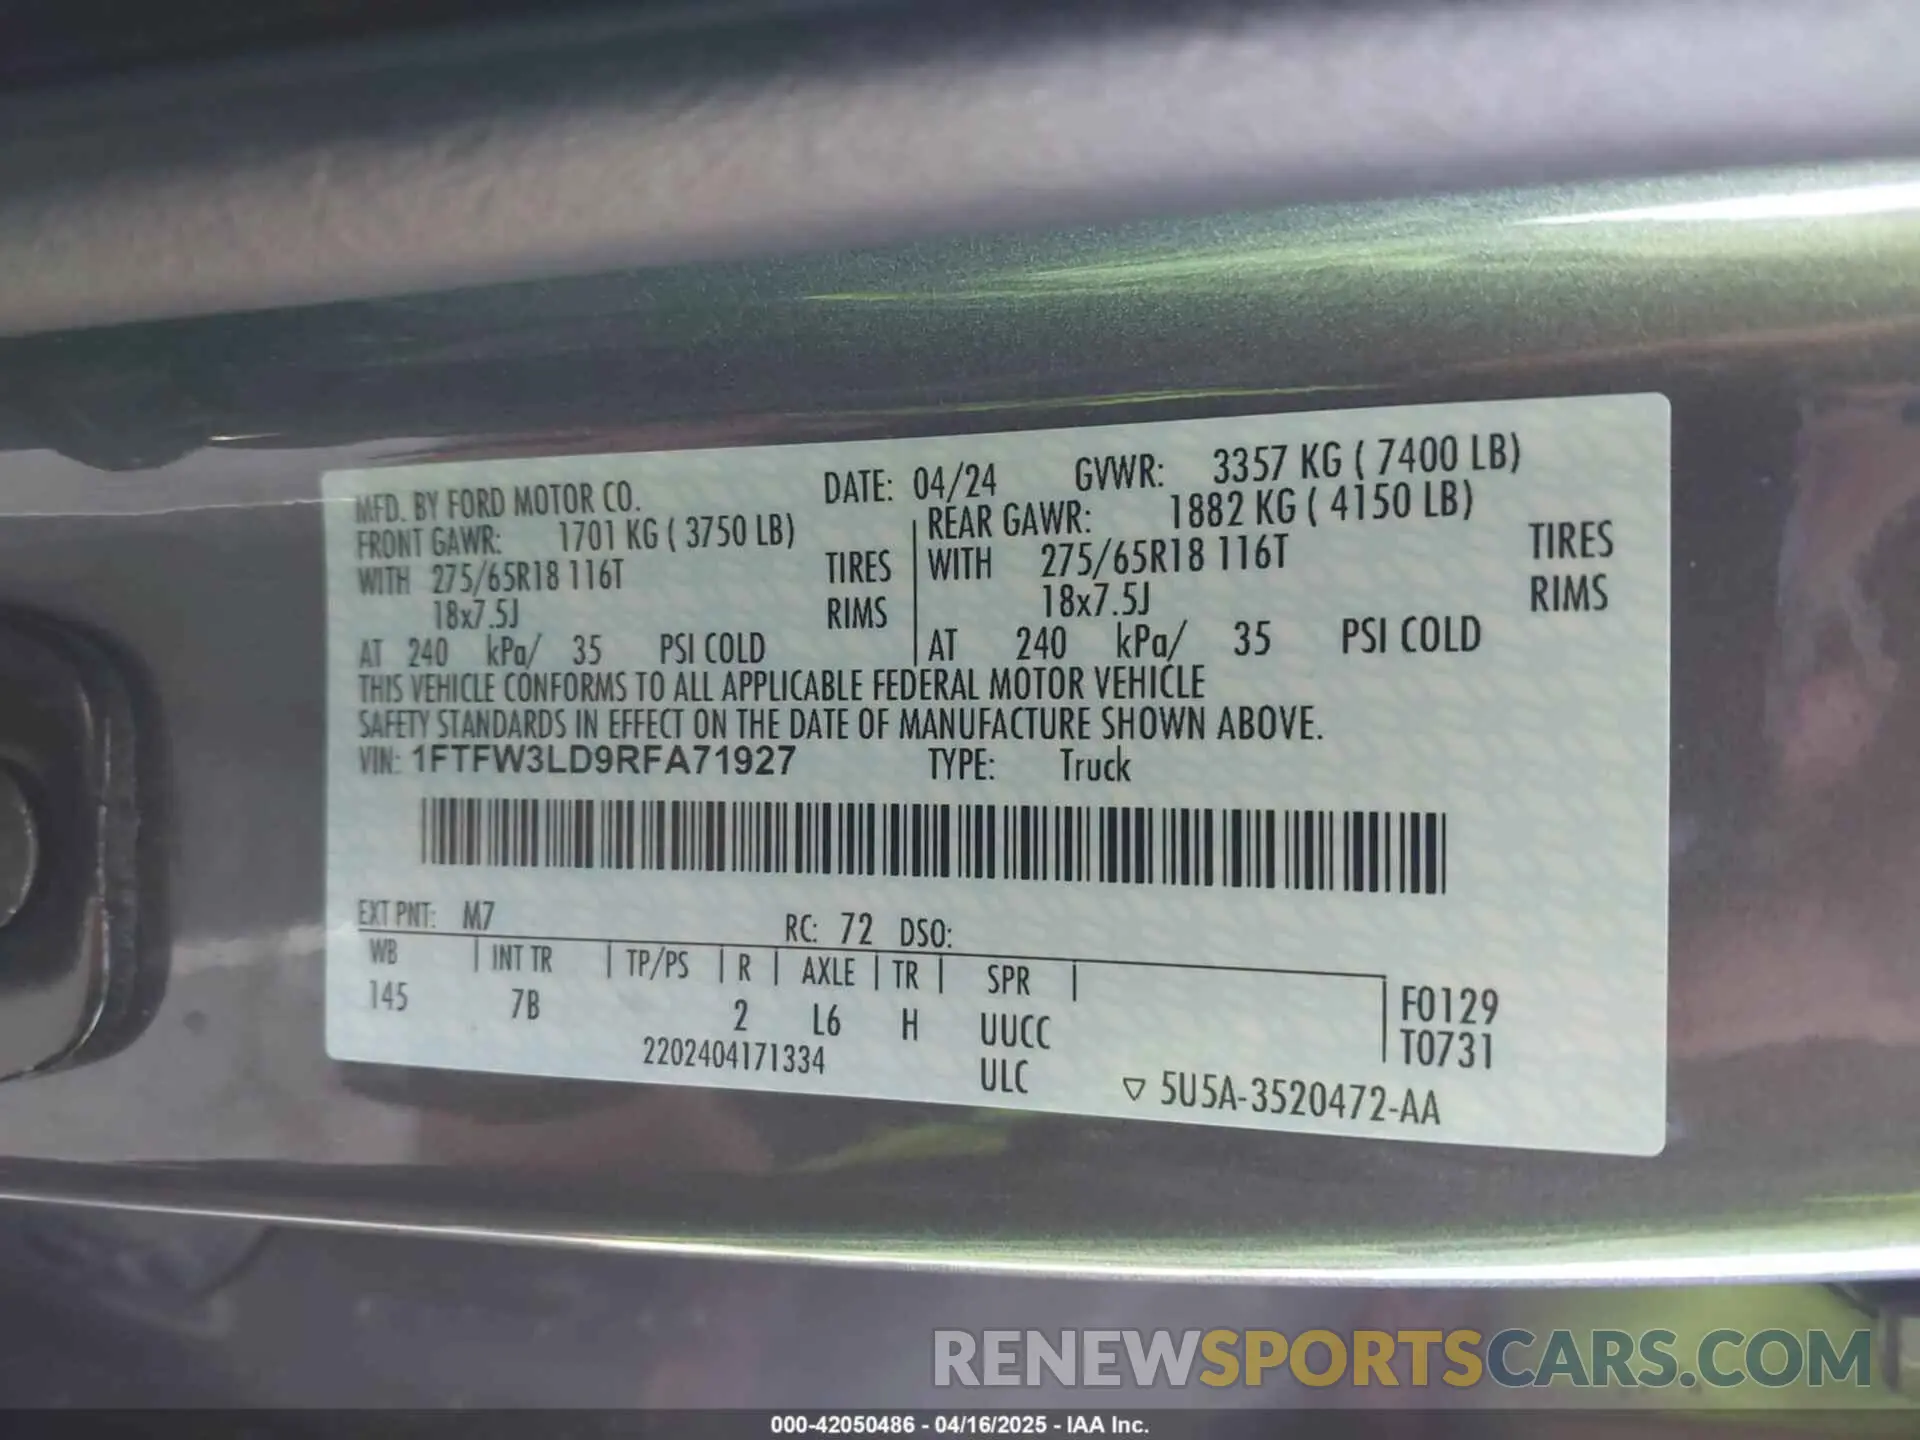 MFD. BY FORD MOTOR CO. DATE: 04/24 GVWR: 3357 KG ( 7400 LB)
FRONT GAWR: 1701 KG ( 3750 LB) REAR GAWR: 1882 KG ( 4150 LB)
WITH 275/65R18 116T TIRES WITH 275/65R18 116T TIRES
18x7.5J RIMS 18x7.5J RIMS
AT 240 kPa/ 35 PSI COLD AT 240 kPa/ 35 PSI COLD
THIS VEHICLE CONFORMS TO ALL APPLICABLE FEDERAL MOTOR VEHICLE
SAFETY STANDARDS IN EFFECT ON THE DATE OF MANUFACTURE SHOWN ABOVE.
VIN: 1FTFW3LD9RFA71927 TYPE: Truck
EXT PNT: M7 RC: 72 DSO:
WB INT TR TP/PS R AXLE TR SPR F0129
145 7B 2 L6 H UUCC T0731
2202404171334 ULC ▽ 5U5A-3520472-AA
RENEWSPORTSCARS.COM
000-42050486 - 04/16/2025 - IAA Inc.